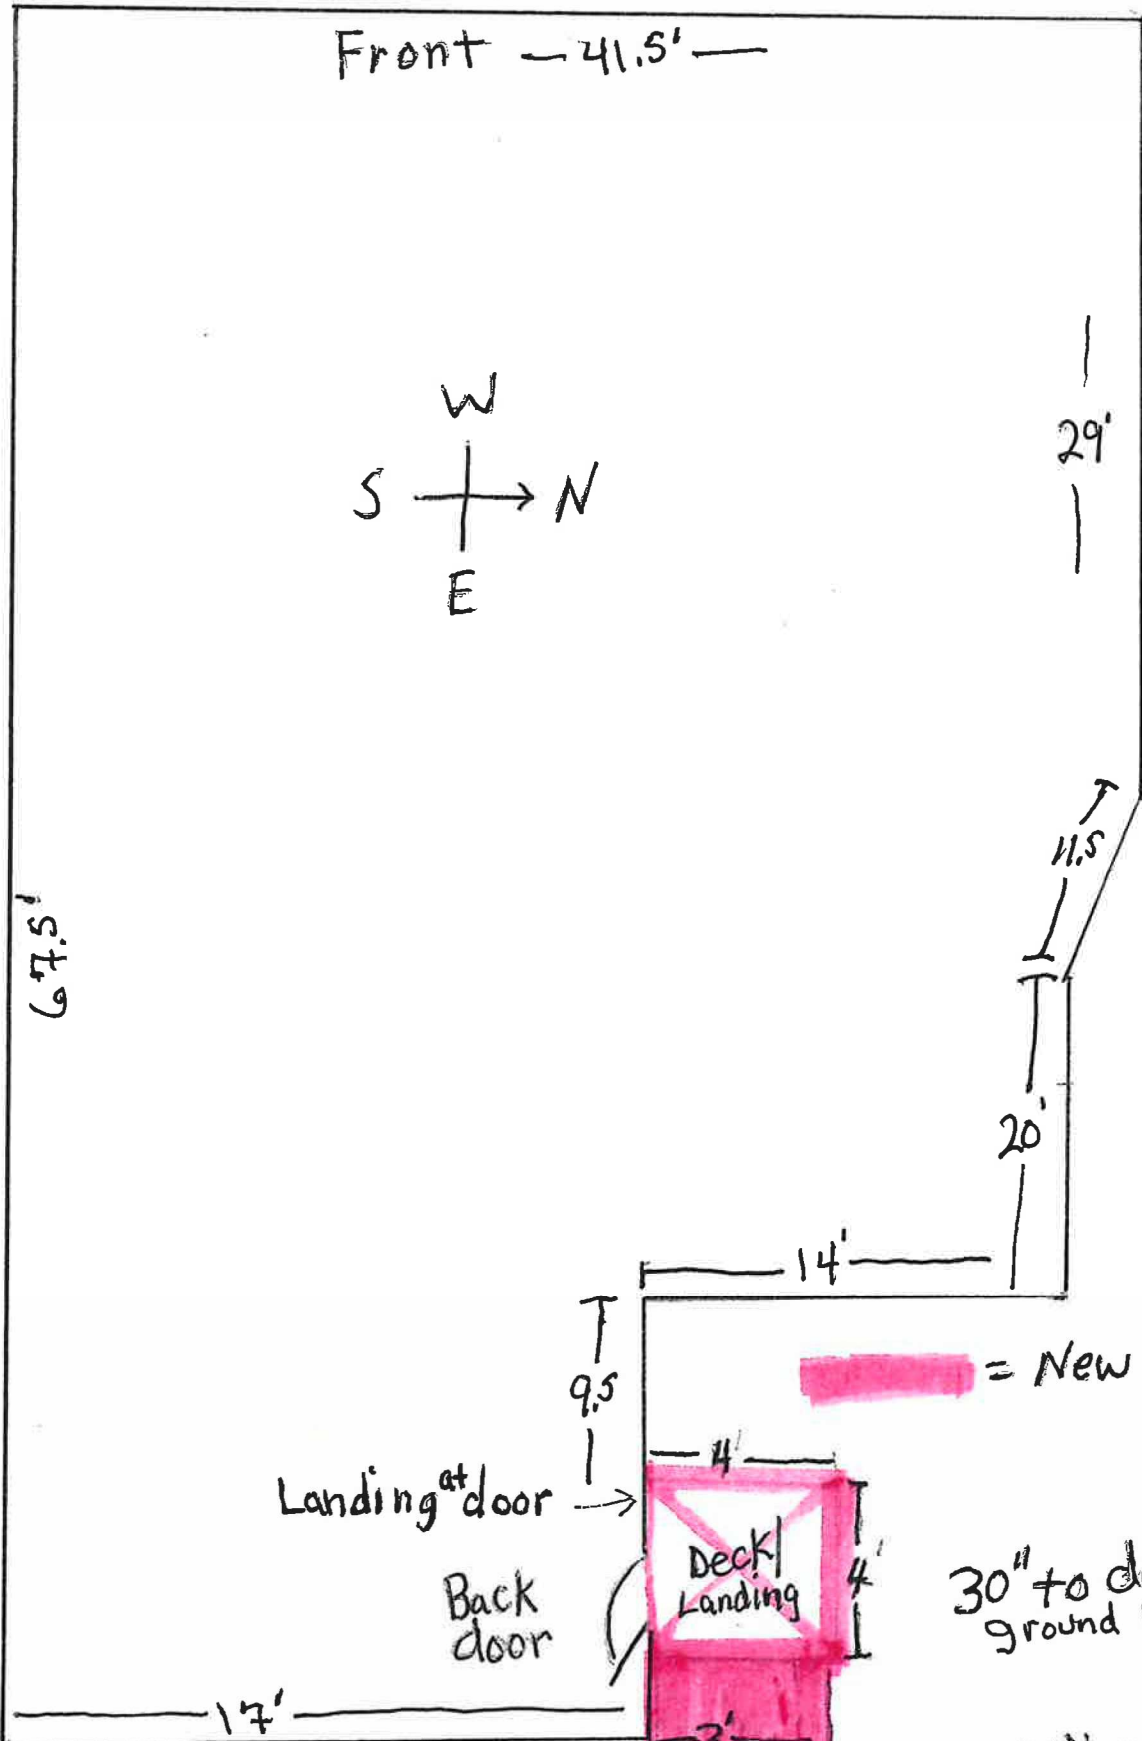 Front — 41.5' —
W
S N
E
29'
11.5
67.5'
20'
14'
= New
9.5
4'
Landing at door
Deck/
Landing
4'
30" to
ground
Back
door
17'